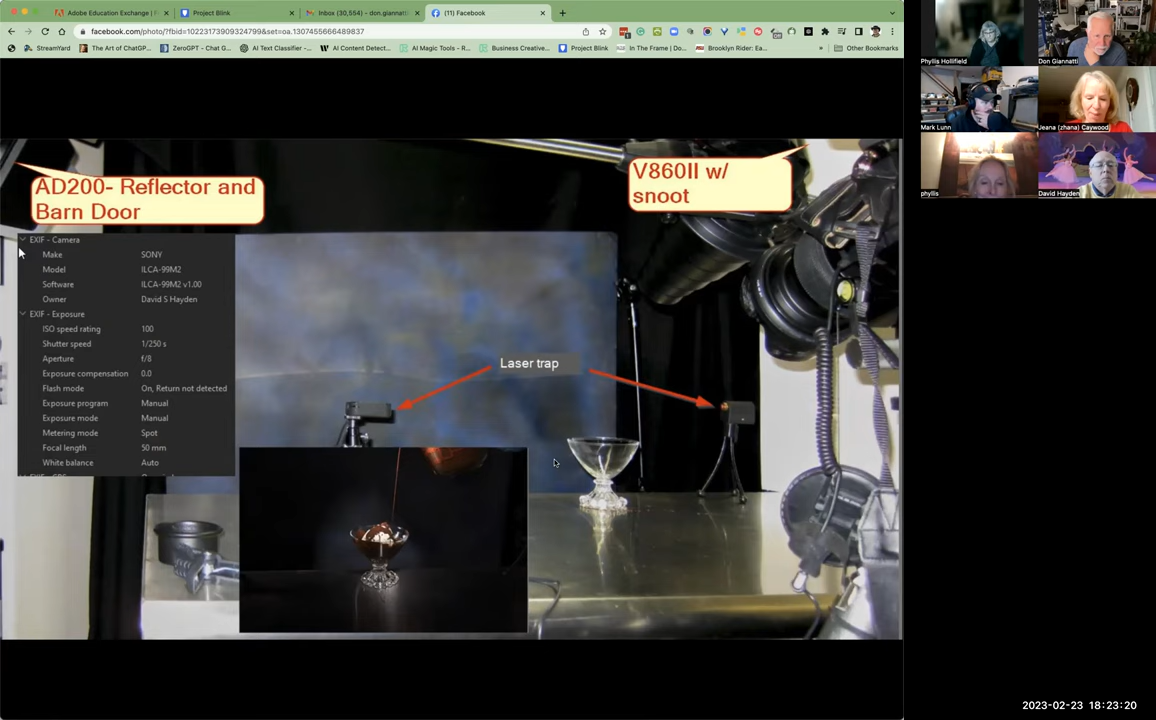 Adobe Education Exchange |
Project Blink
Inbox (30,554) - don.giannatti
(11) Facebook
facebook.com/photo/?fbid=10223173909324799&set=oa.1307455666489837
StreamYard
The Art of ChatGP...
ZeroGPT - Chat G...
AI Text Classifier -...
AI Content Detect...
AI Magic Tools - R...
Business Creative...
Project Blink
In The Frame | Do...
Brooklyn Rider: Ea...
»
Other Bookmarks
Phyllis Hollifield
Don Giannatti
Mark Lunn
Jeana (zhana) Caywood
phyllis
David Hayden
AD200- Reflector and
Barn Door
V860II w/
snoot
EXIF - Camera
Make SONY
Model ILCA-99M2
Software ILCA-99M2 v1.00
Owner David S Hayden
EXIF - Exposure
ISO speed rating 100
Shutter speed 1/250 s
Aperture f/8
Exposure compensation 0.0
Flash mode On, Return not detected
Exposure program Manual
Exposure mode Manual
Metering mode Spot
Focal length 50 mm
White balance Auto
Laser trap
2023-02-23 18:23:20